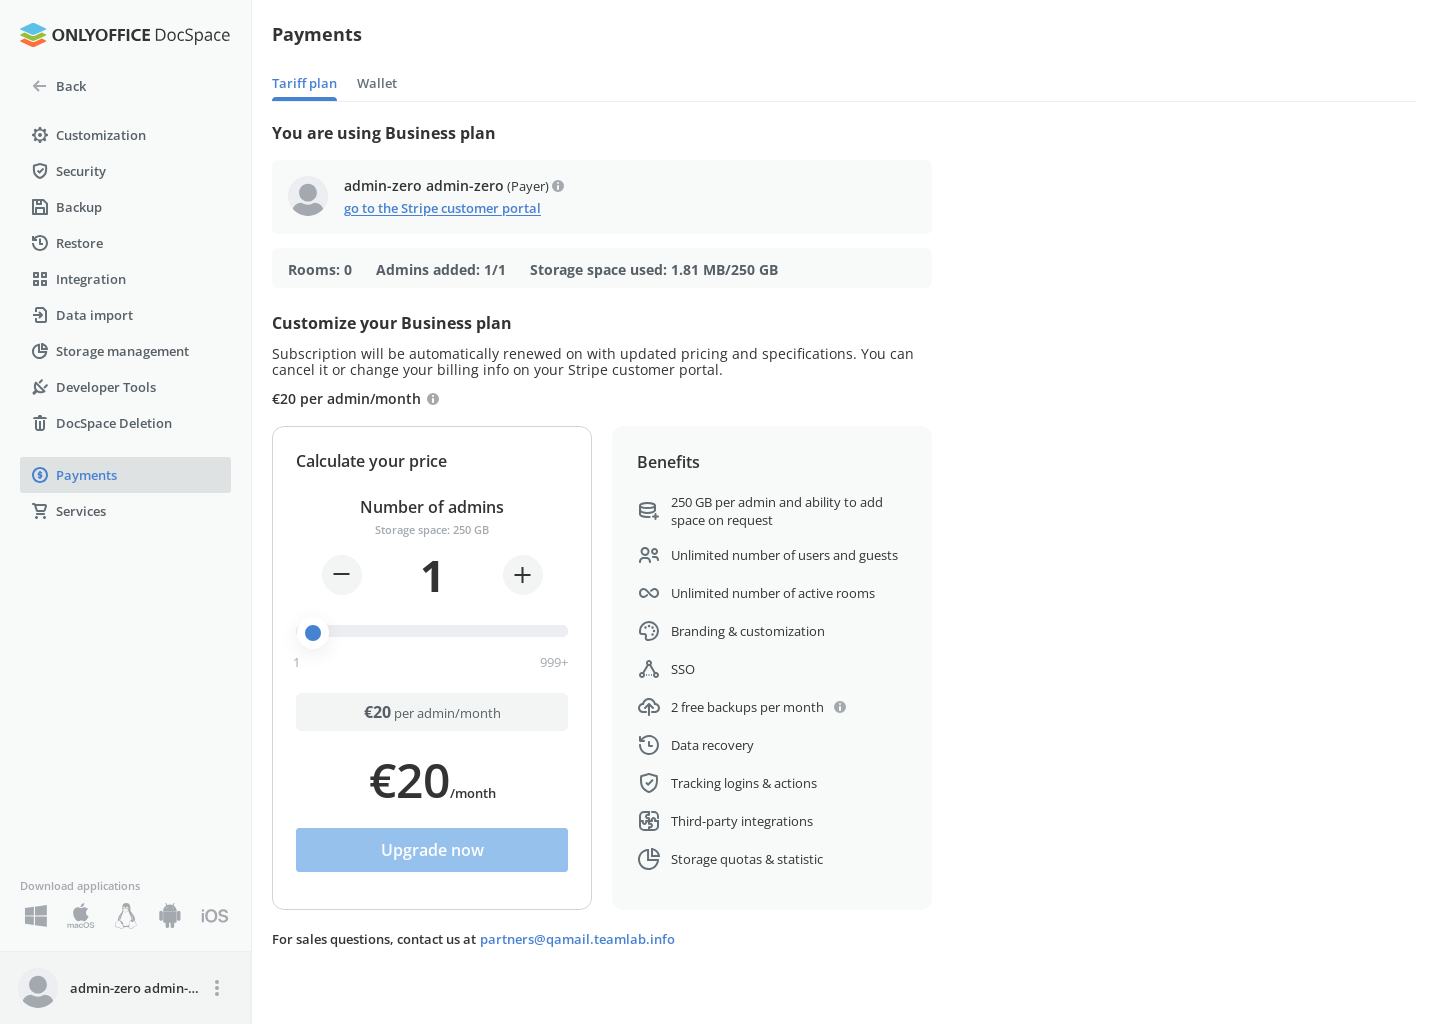 ONLYOFFICE DocSpace
Back
Customization
Security
Backup
Restore
Integration
Data import
Storage management
Developer Tools
DocSpace Deletion
Payments
Services
Download applications
macOS
iOS
admin-zero admin-...
Payments
Tariff plan
Wallet
You are using Business plan
admin-zero admin-zero (Payer)
go to the Stripe customer portal
Rooms: 0 Admins added: 1/1 Storage space used: 1.81 MB/250 GB
Customize your Business plan
Subscription will be automatically renewed on with updated pricing and specifications. You can
cancel it or change your billing info on your Stripe customer portal.
€20 per admin/month
Calculate your price
Number of admins
Storage space: 250 GB
1
1
999+
€20 per admin/month
€20/month
Upgrade now
Benefits
250 GB per admin and ability to add
space on request
Unlimited number of users and guests
Unlimited number of active rooms
Branding & customization
SSO
2 free backups per month
Data recovery
Tracking logins & actions
Third-party integrations
Storage quotas & statistic
For sales questions, contact us at partners@qamail.teamlab.info